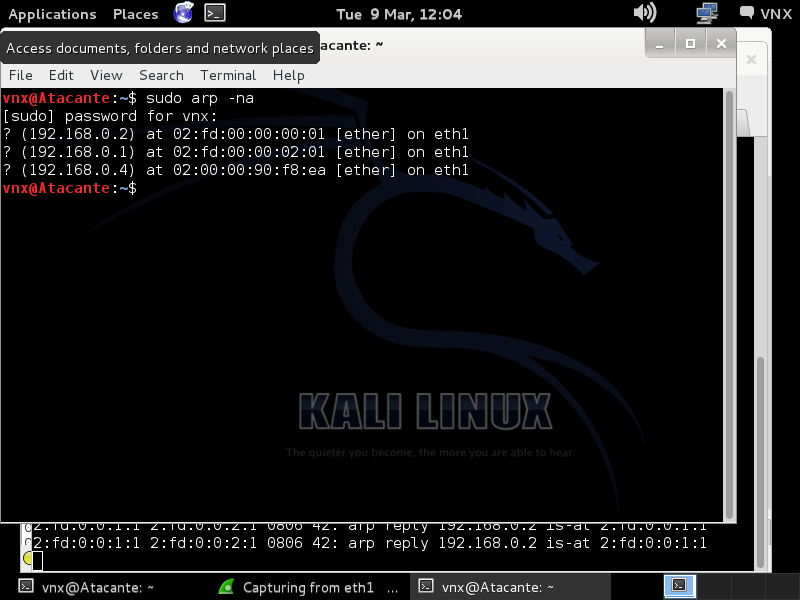 Applications Places Tue 9 Mar, 12:04 VNX
Access documents, folders and network places
acante: ~
File Edit View Search Terminal Help
vnx@Atacante:~$ sudo arp -na
[sudo] password for vnx:
? (192.168.0.2) at 02:fd:00:00:00:01 [ether] on eth1
? (192.168.0.1) at 02:fd:00:00:02:01 [ether] on eth1
? (192.168.0.4) at 02:00:00:90:f8:ea [ether] on eth1
vnx@Atacante:~$
KALI LINUX
The quieter you become, the more you are able to hear.
2:fd:0:0:1:1 2:fd:0:0:2:1 0806 42: arp reply 192.168.0.2 is-at 2:fd:0:0:1:1
2:fd:0:0:1:1 2:fd:0:0:2:1 0806 42: arp reply 192.168.0.2 is-at 2:fd:0:0:1:1
vnx@Atacante: ~ Capturing from eth1 ... vnx@Atacante: ~